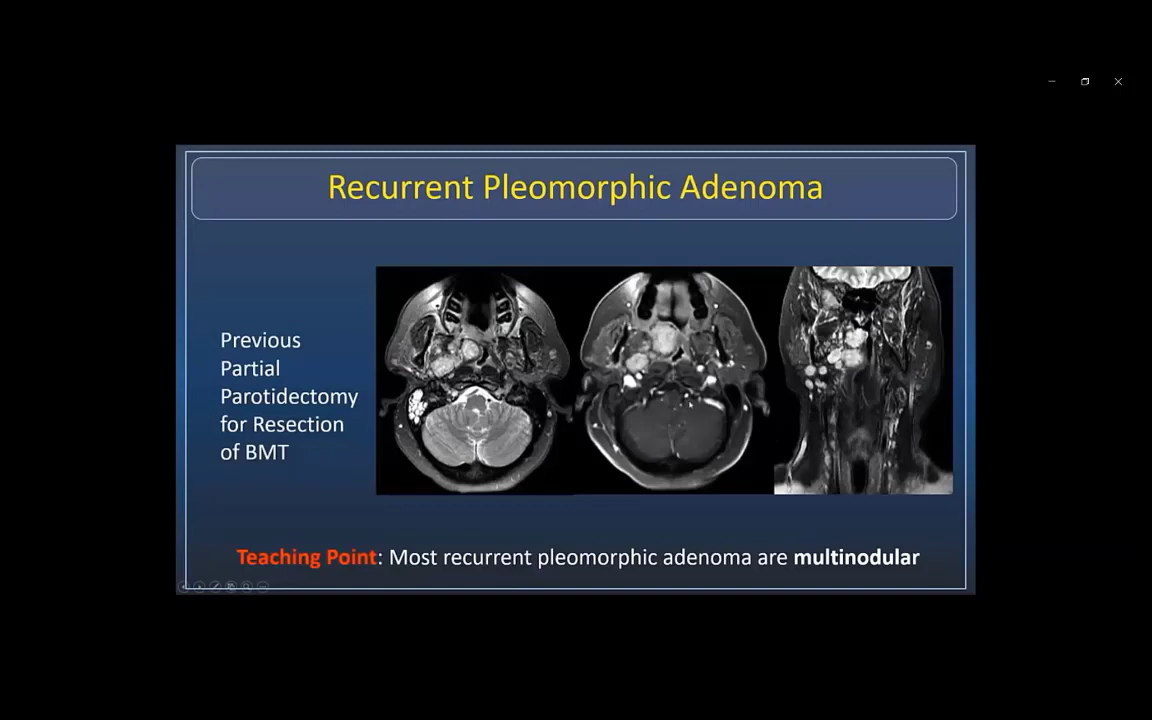 Recurrent Pleomorphic Adenoma
Previous
Partial
Parotidectomy
for Resection
of BMT
Teaching Point: Most recurrent pleomorphic adenoma are multinodular